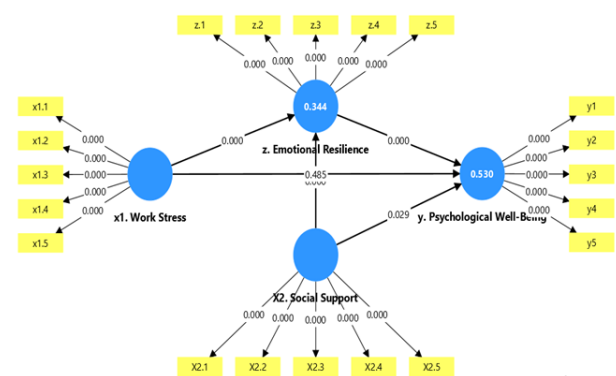 z.1 z.2 z.3 z.4 z.5
0.000 0.000 0.000 0.000 0.000
x1.1
x1.2
x1.3
x1.4
x1.5
0.000
0.000
0.000
0.000
0.000
x1. Work Stress
0.000
0.344
z. Emotional Resilience
0.000
0.485
0.000
0.530
y. Psychological Well-Being
0.029
0.000
0.000
0.000
0.000
0.000
y1
y2
y3
y4
y5
X2. Social Support
0.000 0.000 0.000 0.000 0.000
X2.1 X2.2 X2.3 X2.4 X2.5